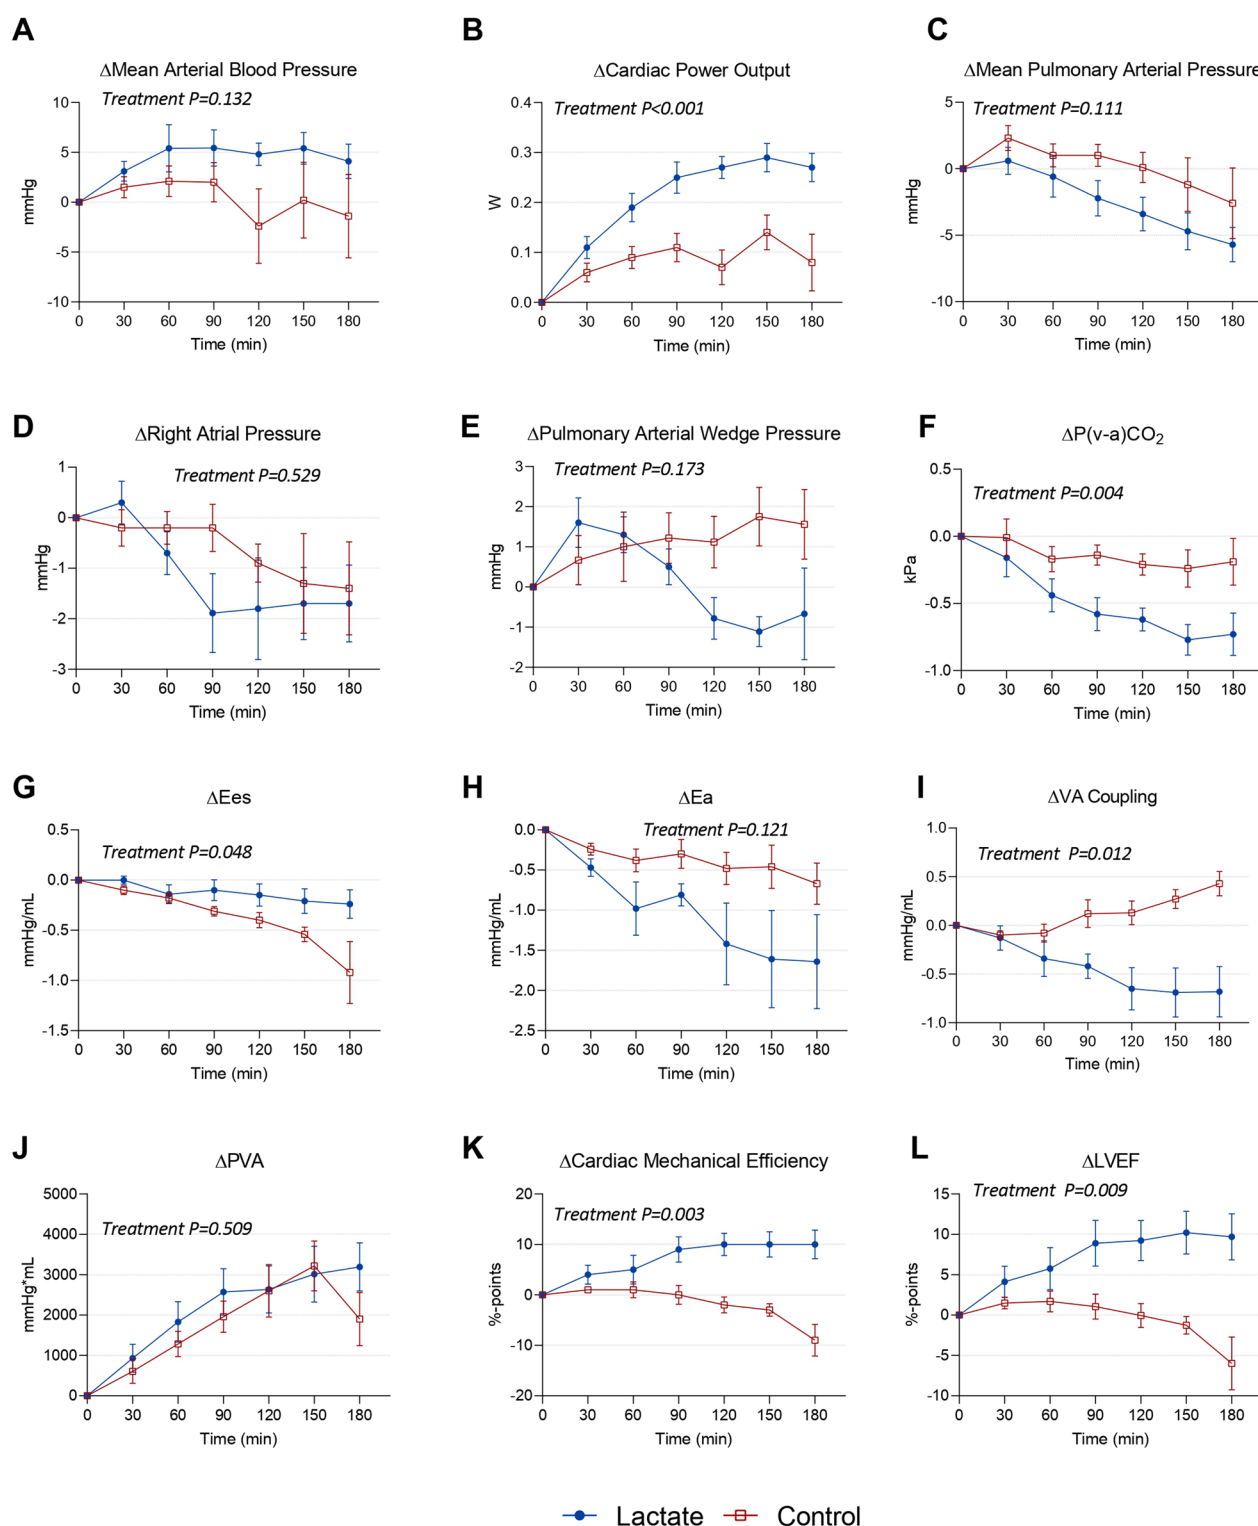 A
ΔMean Arterial Blood Pressure
Treatment P=0.132
10
5
0
-5
-10
mmHg
0 30 60 90 120 150 180
Time (min)
B
ΔCardiac Power Output
Treatment P<0.001
0.4
0.3
0.2
0.1
0.0
W
0 30 60 90 120 150 180
Time (min)
C
ΔMean Pulmonary Arterial Pressure
Treatment P=0.111
5
0
-5
-10
mmHg
0 30 60 90 120 150 180
Time (min)
D
ΔRight Atrial Pressure
Treatment P=0.529
1
0
-1
-2
-3
mmHg
0 30 60 90 120 150 180
Time (min)
E
ΔPulmonary Arterial Wedge Pressure
Treatment P=0.173
3
2
1
0
-1
-2
mmHg
0 30 60 90 120 150 180
Time (min)
F
ΔP(v-a)CO₂
Treatment P=0.004
0.5
0.0
-0.5
-1.0
kPa
0 30 60 90 120 150 180
Time (min)
G
ΔEes
Treatment P=0.048
0.5
0.0
-0.5
-1.0
-1.5
mmHg/mL
0 30 60 90 120 150 180
Time (min)
H
ΔEa
Treatment P=0.121
0.0
-0.5
-1.0
-1.5
-2.0
-2.5
mmHg/mL
0 30 60 90 120 150 180
Time (min)
I
ΔVA Coupling
Treatment P=0.012
1.0
0.5
0.0
-0.5
-1.0
mmHg/mL
0 30 60 90 120 150 180
Time (min)
J
ΔPVA
Treatment P=0.509
5000
4000
3000
2000
1000
0
mmHg*mL
0 30 60 90 120 150 180
Time (min)
K
ΔCardiac Mechanical Efficiency
Treatment P=0.003
20
10
0
-10
-20
%-points
0 30 60 90 120 150 180
Time (min)
L
ΔLVEF
Treatment P=0.009
15
10
5
0
-5
-10
%-points
0 30 60 90 120 150 180
Time (min)
Lactate Control